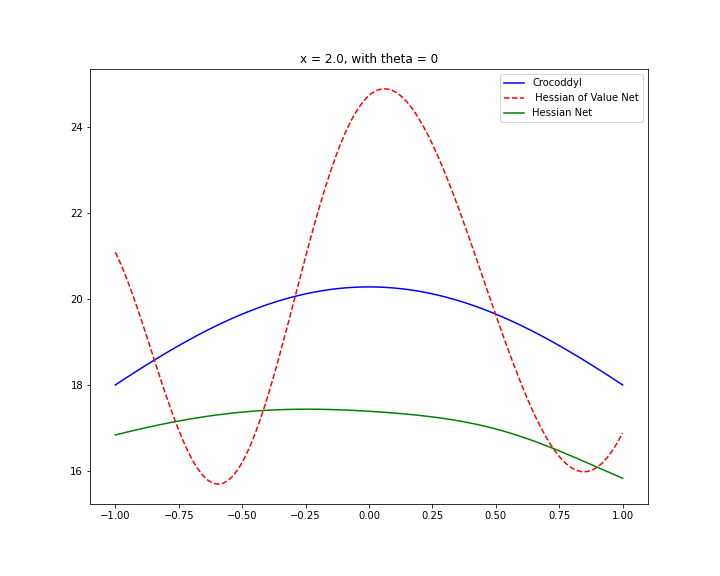 x = 2.0, with theta = 0
Crocoddyl
Hessian of Value Net
Hessian Net
24
22
20
18
16
−1.00 −0.75 −0.50 −0.25 0.00 0.25 0.50 0.75 1.00